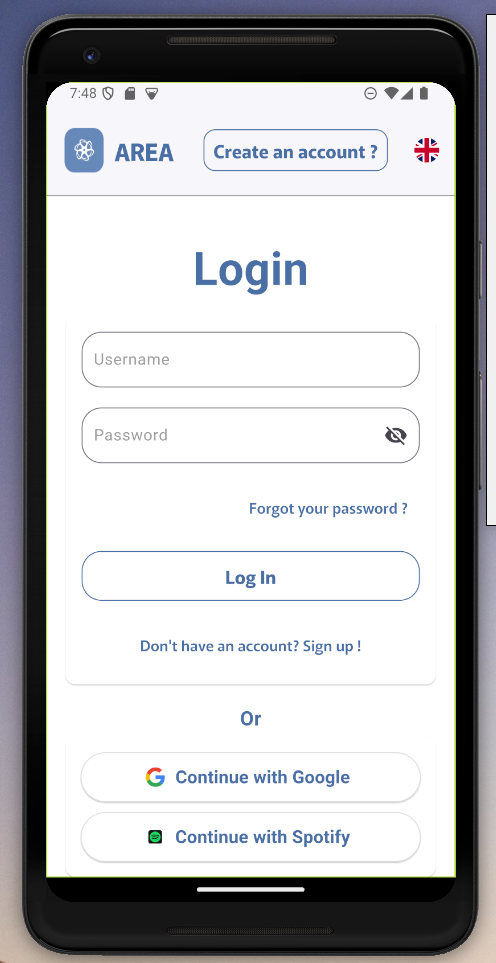 7:48
AREA
Create an account ?
Login
Username
Password
Forgot your password ?
Log In
Don't have an account? Sign up !
Or
Continue with Google
Continue with Spotify